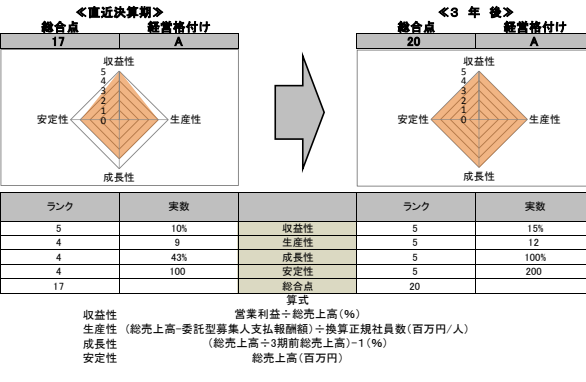 ≪直近決算期≫ ≪３ 年 後≫
総合点 経営格付け 総合点 経営格付け
17 A 20 A
収益性 収益性
5 5
4 4
3 3
2 2
1 1
0 0
安定性 生産性 安定性 生産性
成長性 成長性
ランク 実数 ランク 実数
5 10% 収益性 5 15%
4 9 生産性 5 12
4 43% 成長性 5 100%
4 100 安定性 5 200
17 総合点 20
算式
収益性 営業利益÷総売上高(%)
生産性 (総売上高-委託型募集人支払報酬額)÷換算正規社員数(百万円/人)
成長性 (総売上高÷3期前総売上高)-1(%)
安定性 総売上高(百万円)